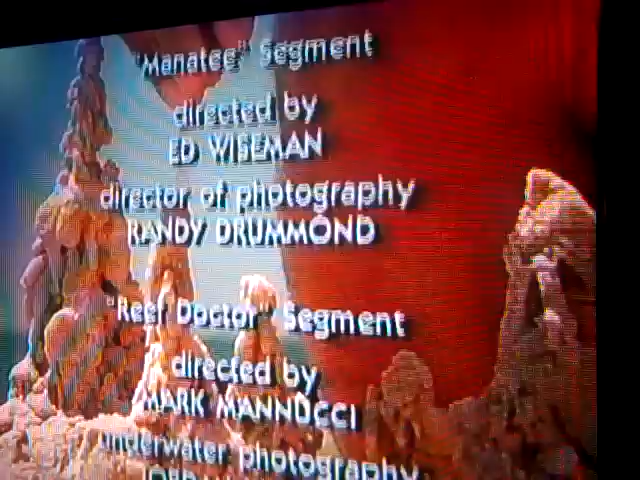 "Manatee" Segment
directed by
ED WISEMAN
director of photography
RANDY DRUMMOND
"Reef Doctor" Segment
directed by
MARK MANNUCCI
underwater photography